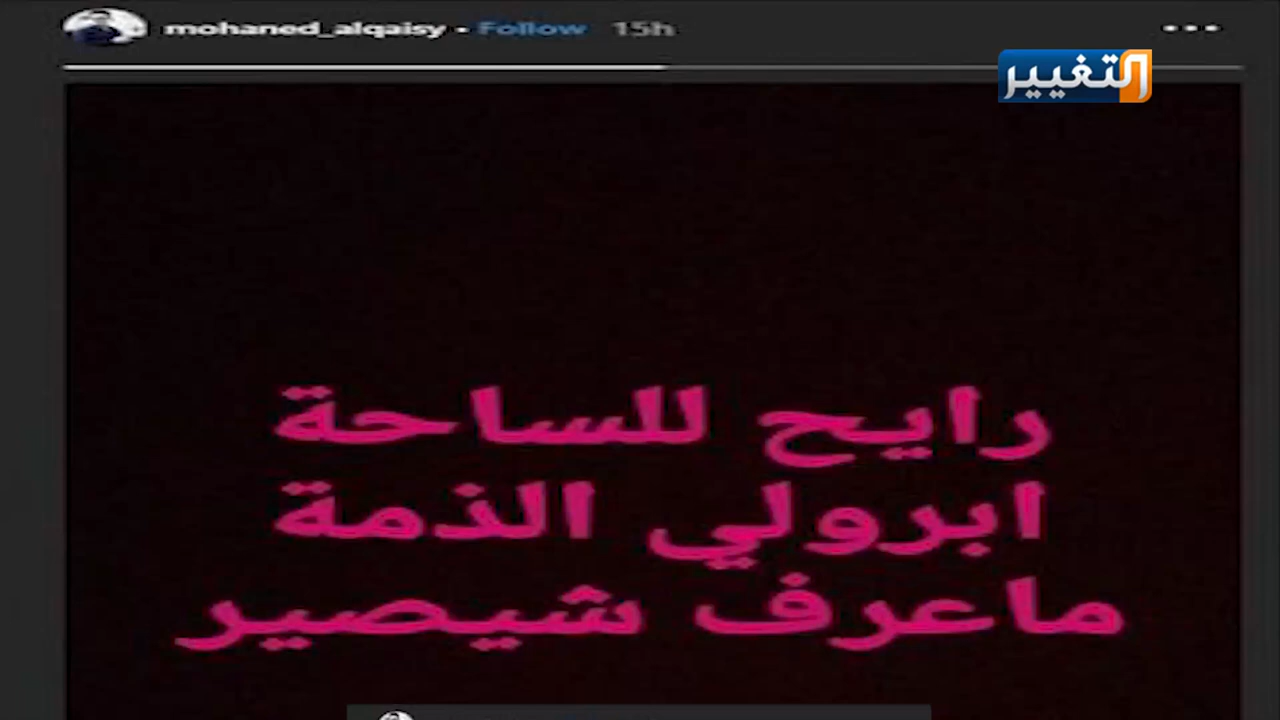 mohaned_alqaisy • Follow 15h
التغيير
رايح للساحة
ابرولي الذمة
ماعرف شيصير